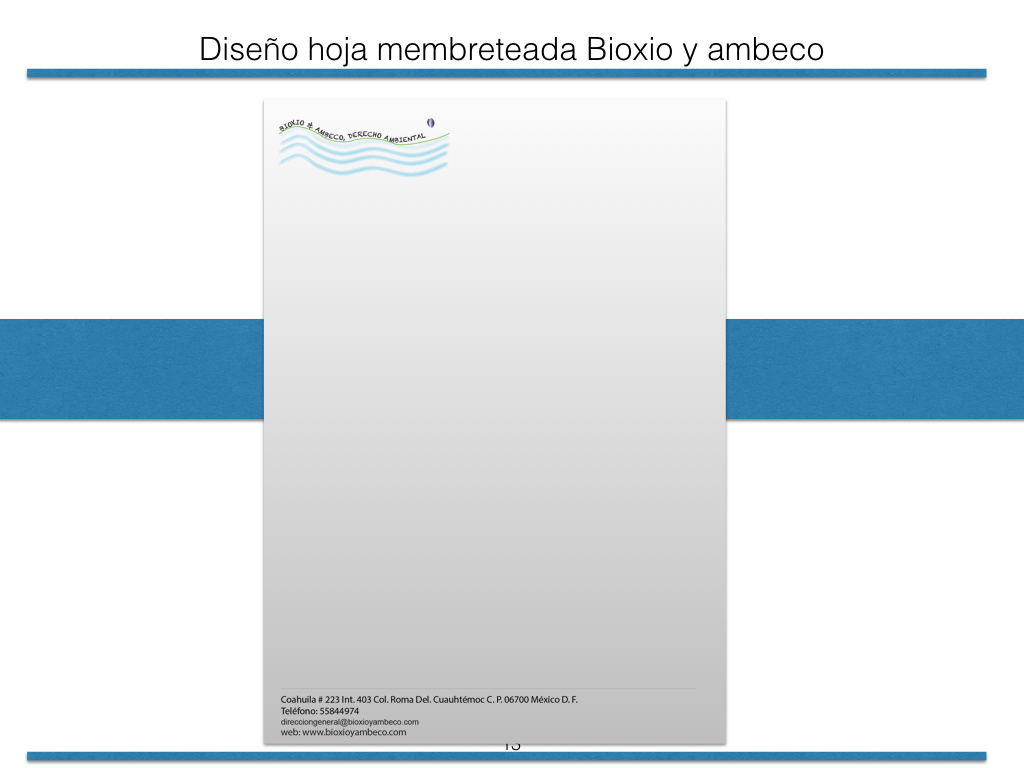 Diseño hoja membreteada Bioxio y ambeco
BIOXIO & AMBECO, DERECHO AMBIENTAL
Coahuila # 223 Int. 403 Col. Roma Del. Cuauhtémoc C. P. 06700 México D. F.
Teléfono: 55844974
direcciongeneral@bioxioyambeco.com
web: www.bioxioyambeco.com